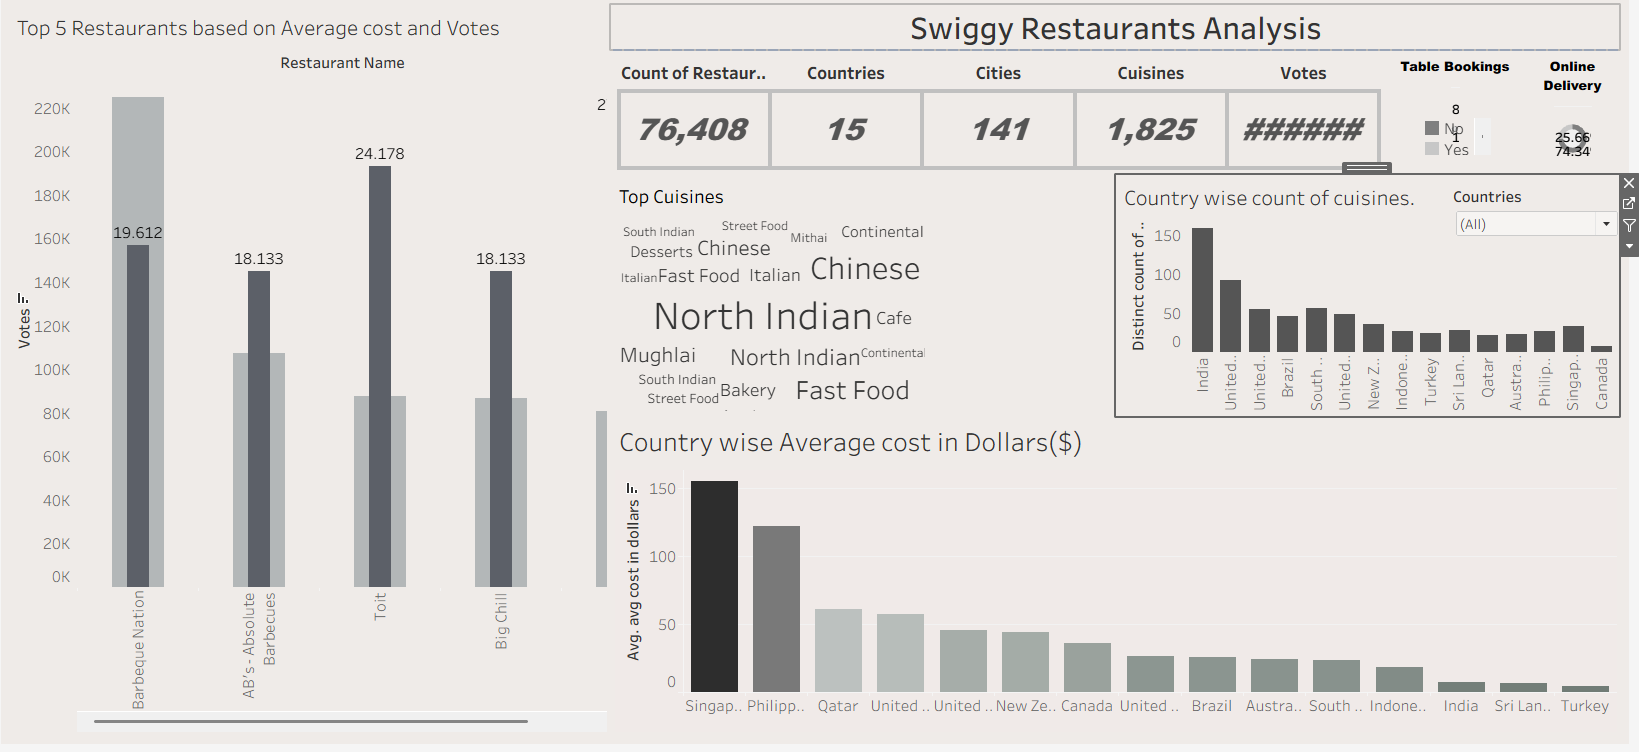 Top 5 Restaurants based on Average cost and Votes
Restaurant Name
Votes
220K
200K
180K
160K
140K
120K
100K
80K
60K
40K
20K
0K
19.612
18.133
24.178
18.133
2
Barbeque Nation
AB's - Absolute
Barbecues
Toit
Big Chill
Swiggy Restaurants Analysis
Count of Restaur..
Countries
Cities
Cuisines
Votes
76,408
15
141
1,825
######
Table Bookings
8
No
1
Yes
Online
Delivery
25.66
74.34
Top Cuisines
South Indian
Street Food
Mithai
Continental
Desserts
Chinese
Italian
Fast Food
Italian
Chinese
North Indian
Cafe
Mughlai
North Indian
Continental
South Indian
Street Food
Bakery
Fast Food
Country wise count of cuisines.
Countries
(All)
Distinct count of ..
150
100
50
0
India
United..
United..
Brazil
South ..
United..
New Z..
Indone..
Turkey
Sri Lan..
Qatar
Austra..
Philip..
Singap..
Canada
Country wise Average cost in Dollars($)
Avg. avg cost in dollars
150
100
50
0
Singap..
Philipp..
Qatar
United ..
United ..
New Ze..
Canada
United ..
Brazil
Austra..
South ..
Indone..
India
Sri Lan..
Turkey